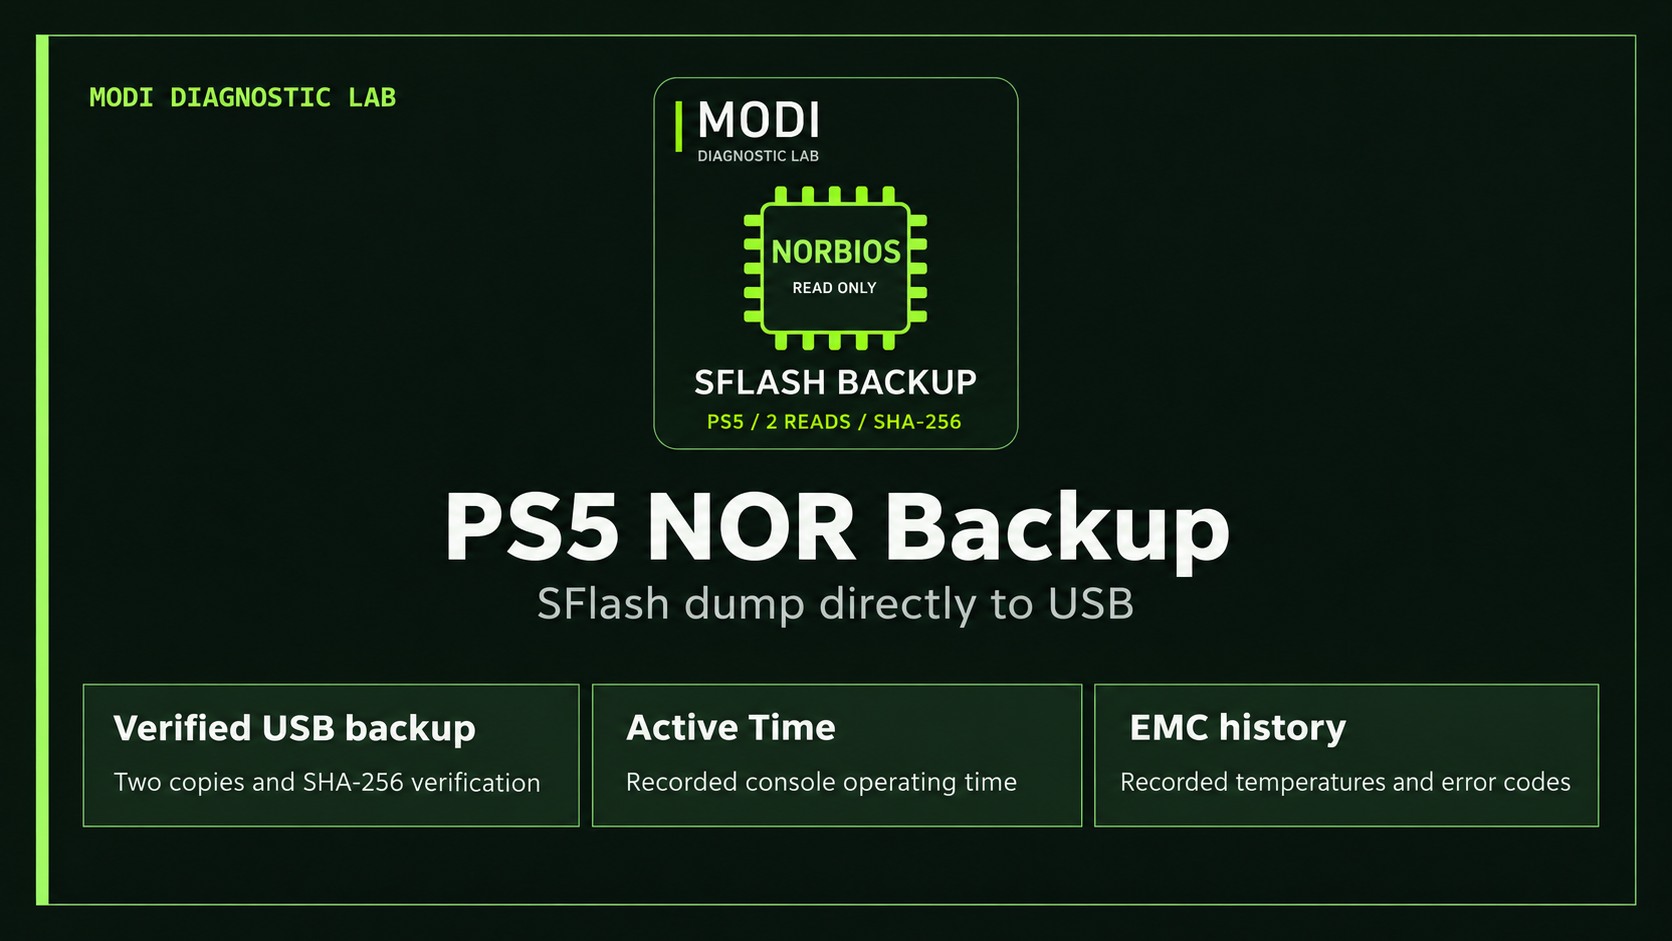 MODI DIAGNOSTIC LAB
MODI
DIAGNOSTIC LAB
NORBIOS
READ ONLY
SFLASH BACKUP
PS5 / 2 READS / SHA-256
PS5 NOR Backup
SFlash dump directly to USB
Verified USB backup
Two copies and SHA-256 verification
Active Time
Recorded console operating time
EMC history
Recorded temperatures and error codes